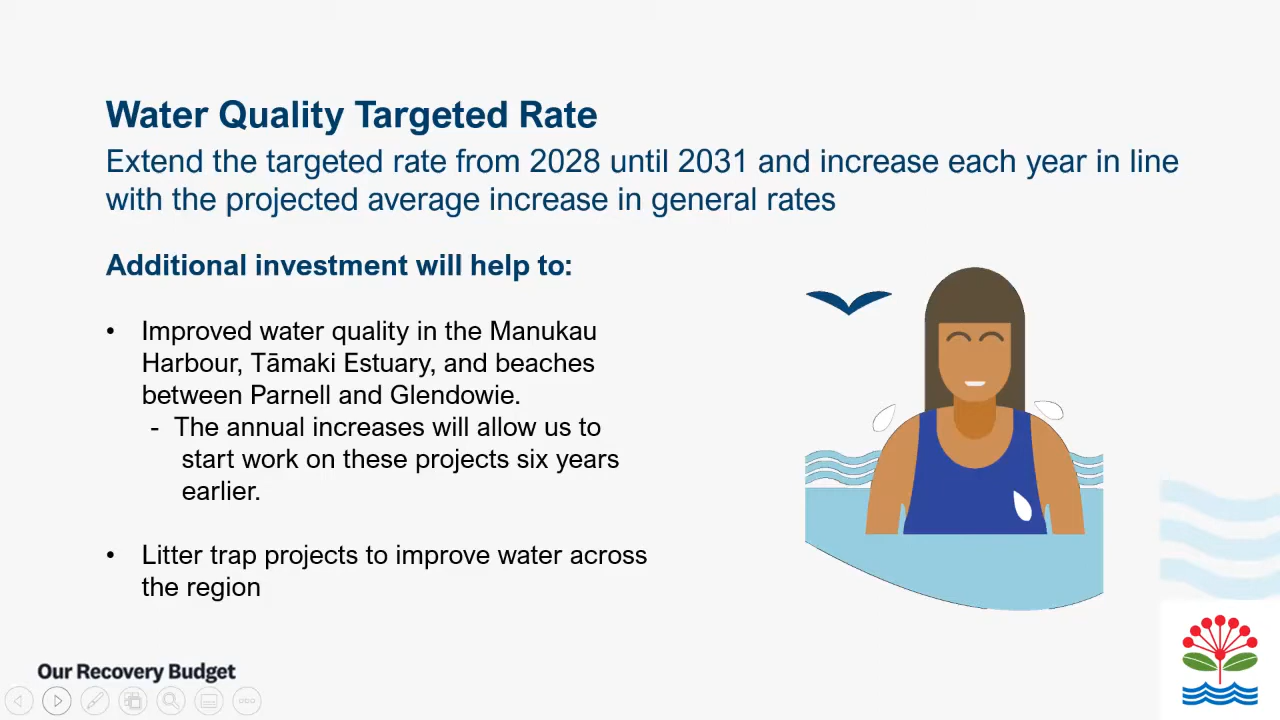 Water Quality Targeted Rate
Extend the targeted rate from 2028 until 2031 and increase each year in line
with the projected average increase in general rates
Additional investment will help to:
• Improved water quality in the Manukau
Harbour, Tāmaki Estuary, and beaches
between Parnell and Glendowie.
- The annual increases will allow us to
start work on these projects six years
earlier.
• Litter trap projects to improve water across
the region
Our Recovery Budget